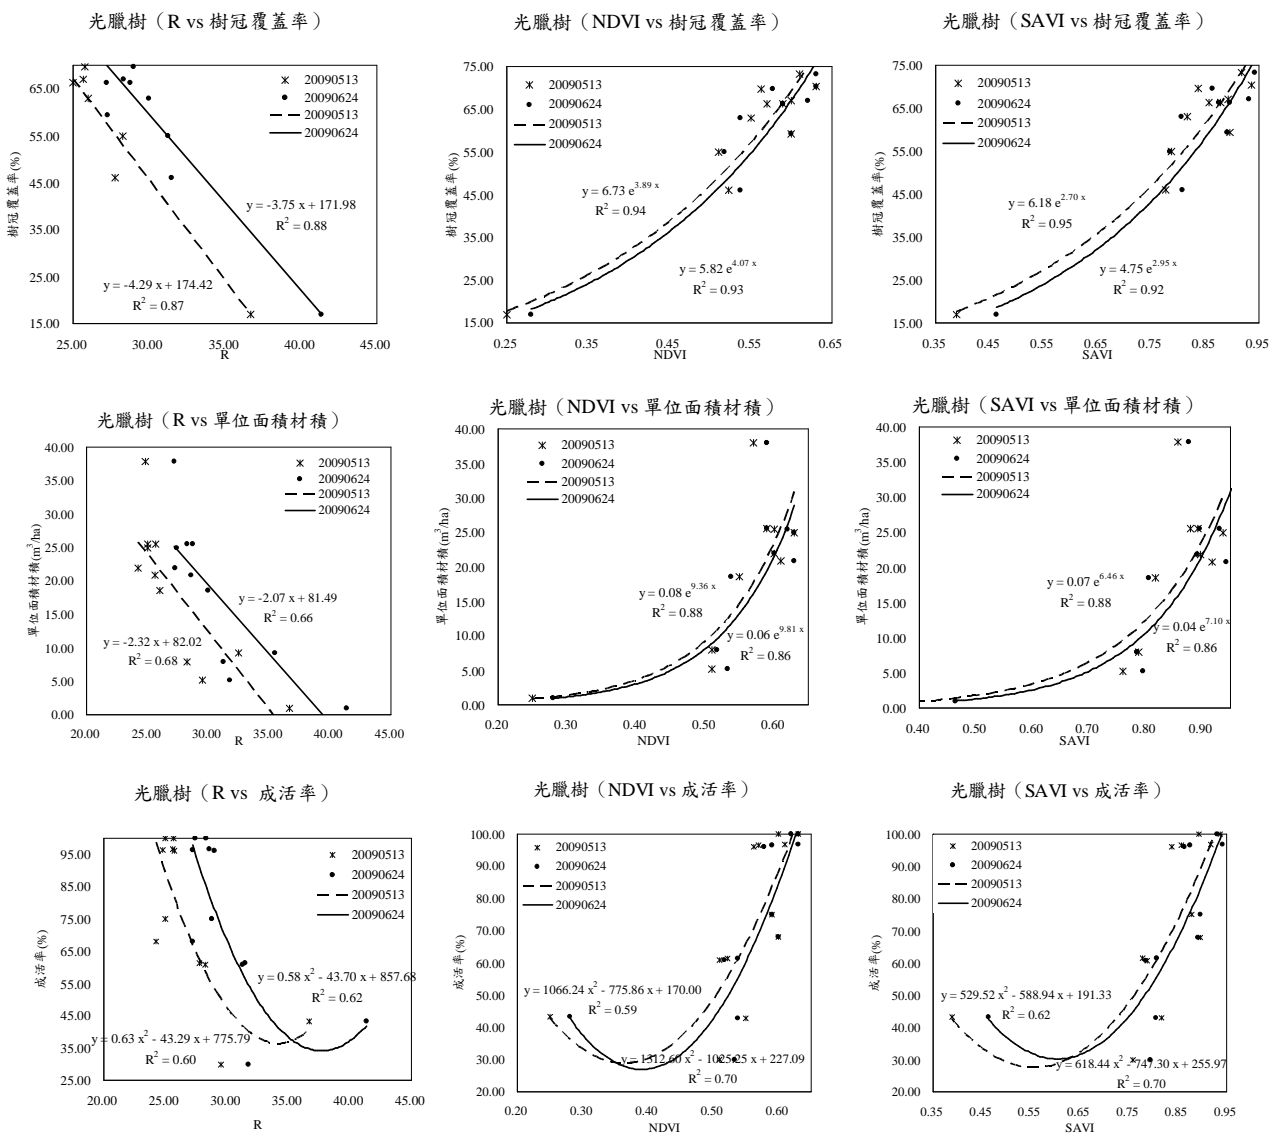 光臘樹（R vs 樹冠覆蓋率）
20090513
20090624
20090513
20090624
樹冠覆蓋率(%)
65.00
55.00
45.00
35.00
25.00
15.00
y = -3.75 x + 171.98
R² = 0.88
y = -4.29 x + 174.42
R² = 0.87
25.00 30.00 35.00 40.00 45.00
R
光臘樹（NDVI vs 樹冠覆蓋率）
20090513
20090624
20090513
20090624
樹冠覆蓋率(%)
75.00
65.00
55.00
45.00
35.00
25.00
15.00
y = 6.73 e^3.89 x
R² = 0.94
y = 5.82 e^4.07 x
R² = 0.93
0.25 0.35 0.45 0.55 0.65
NDVI
光臘樹（SAVI vs 樹冠覆蓋率）
20090513
20090624
20090513
20090624
樹冠覆蓋率(%)
75.00
65.00
55.00
45.00
35.00
25.00
15.00
y = 6.18 e^2.70 x
R² = 0.95
y = 4.75 e^2.95 x
R² = 0.92
0.35 0.45 0.55 0.65 0.75 0.85 0.95
SAVI
光臘樹（R vs 單位面積材積）
20090513
20090624
20090513
20090624
單位面積材積(m³/ha)
40.00
35.00
30.00
25.00
20.00
15.00
10.00
5.00
0.00
y = -2.07 x + 81.49
R² = 0.66
y = -2.32 x + 82.02
R² = 0.68
20.00 25.00 30.00 35.00 40.00 45.00
R
光臘樹（NDVI vs 單位面積材積）
20090513
20090624
20090513
20090624
單位面積材積(m³/ha)
40.00
35.00
30.00
25.00
20.00
15.00
10.00
5.00
0.00
y = 0.08 e^9.36 x
R² = 0.88
y = 0.06 e^9.81 x
R² = 0.86
0.20 0.30 0.40 0.50 0.60
NDVI
光臘樹（SAVI vs 單位面積材積）
20090513
20090624
20090513
20090624
單位面積材積(m³/ha)
40.00
35.00
30.00
25.00
20.00
15.00
10.00
5.00
0.00
y = 0.07 e^6.46 x
R² = 0.88
y = 0.04 e^7.10 x
R² = 0.86
0.40 0.50 0.60 0.70 0.80 0.90
SAVI
光臘樹（R vs 成活率）
20090513
20090624
20090513
20090624
成活率(%)
95.00
85.00
75.00
65.00
55.00
45.00
35.00
25.00
y = 0.58 x² - 43.70 x + 857.68
R² = 0.62
y = 0.63 x² - 43.29 x + 775.79
R² = 0.60
20.00 25.00 30.00 35.00 40.00 45.00
R
光臘樹（NDVI vs 成活率）
20090513
20090624
20090513
20090624
成活率(%)
100.00
90.00
80.00
70.00
60.00
50.00
40.00
30.00
20.00
y = 1066.24 x² - 775.86 x + 170.00
R² = 0.59
y = 1312.60 x² - 1025.25 x + 227.09
R² = 0.70
0.20 0.30 0.40 0.50 0.60
NDVI
光臘樹（SAVI vs 成活率）
20090513
20090624
20090513
20090624
成活率(%)
100.00
90.00
80.00
70.00
60.00
50.00
40.00
30.00
20.00
y = 529.52 x² - 588.94 x + 191.33
R² = 0.62
y = 618.44 x² - 747.30 x + 255.97
R² = 0.70
0.35 0.45 0.55 0.65 0.75 0.85 0.95
SAVI